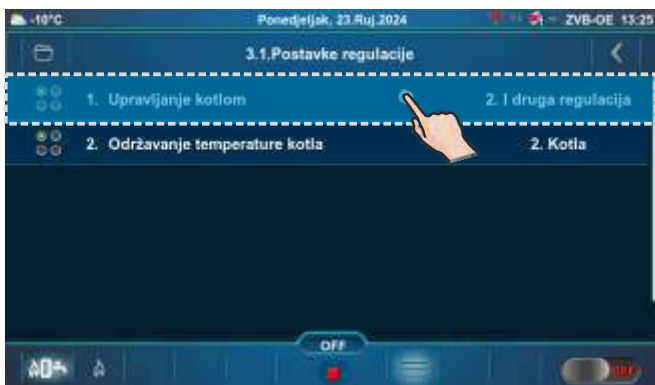 -10°C Ponedjeljak, 23.Ruj.2024 ZVB-OE 13:25
3.1.Postavke regulacije
1. Upravljanje kotlom 2. I druga regulacija
2. Održavanje temperature kotla 2. Kotla
OFF
OFF